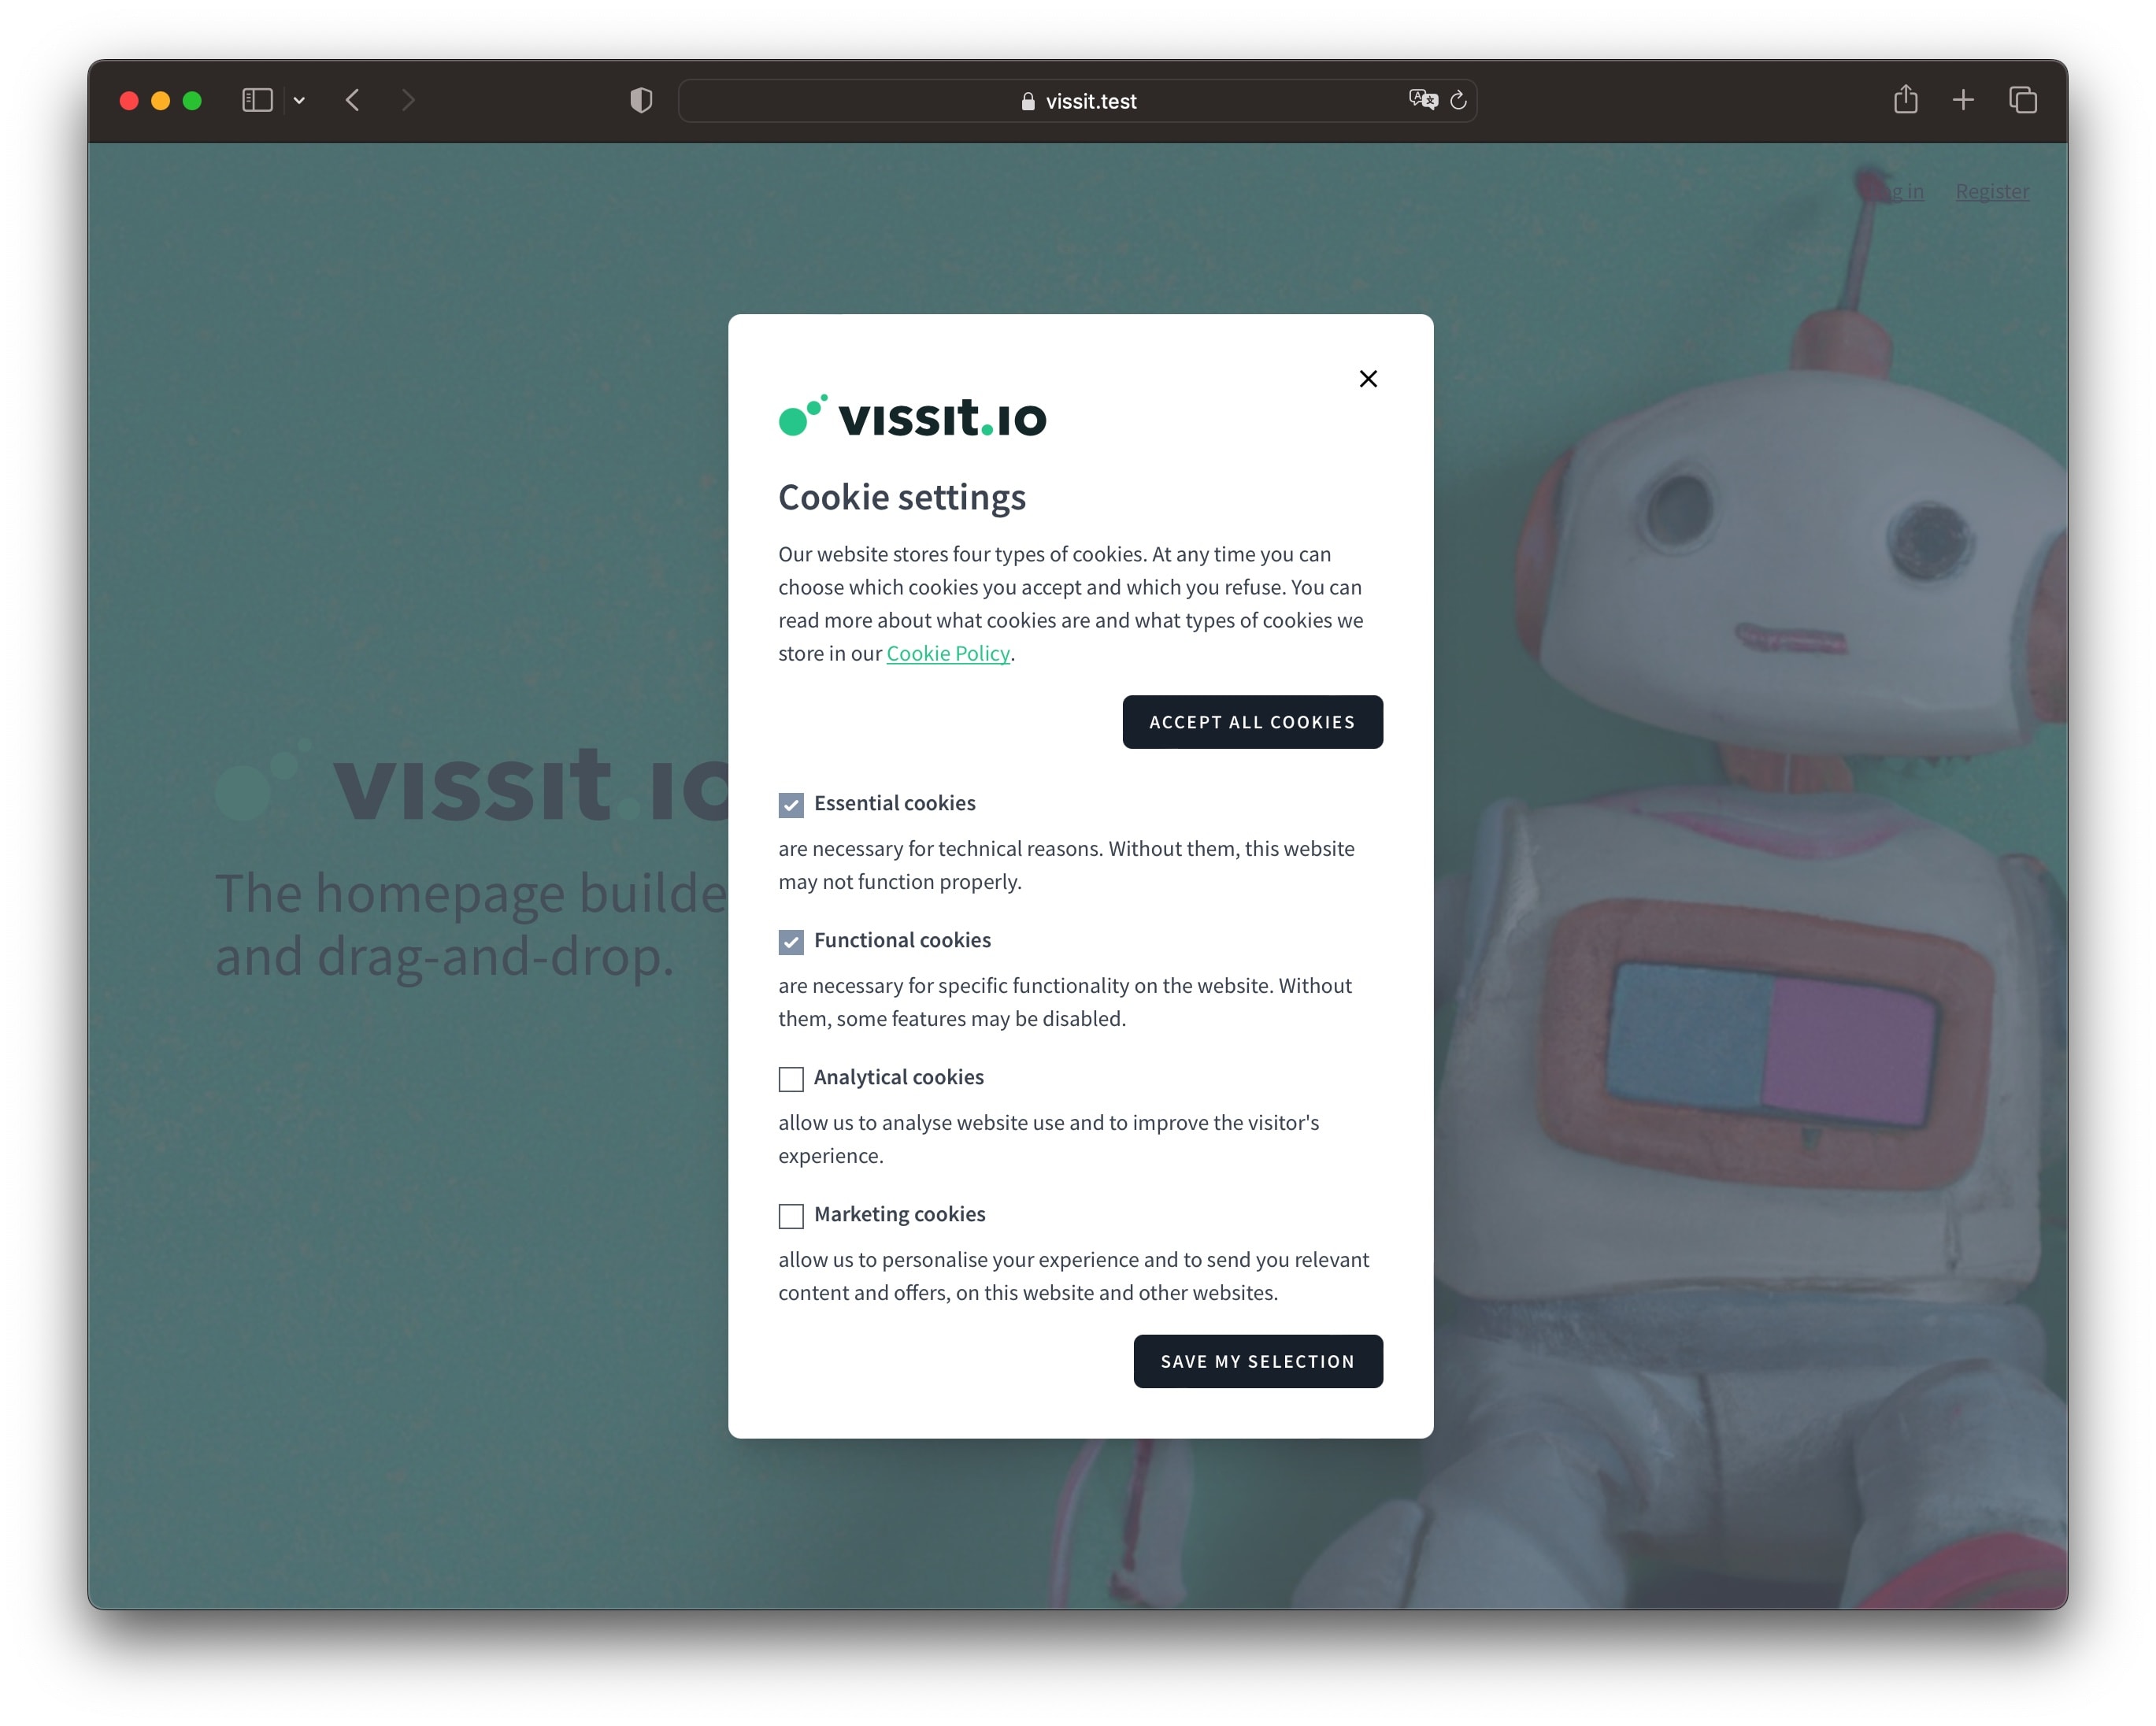 vissit.test
g in Register
vissit.io
Cookie settings
Our website stores four types of cookies. At any time you can
choose which cookies you accept and which you refuse. You can
read more about what cookies are and what types of cookies we
store in our Cookie Policy.
ACCEPT ALL COOKIES
Essential cookies
are necessary for technical reasons. Without them, this website
may not function properly.
Functional cookies
are necessary for specific functionality on the website. Without
them, some features may be disabled.
Analytical cookies
allow us to analyse website use and to improve the visitor's
experience.
Marketing cookies
allow us to personalise your experience and to send you relevant
content and offers, on this website and other websites.
SAVE MY SELECTION
vissit.io
The homepage builde
and drag-and-drop.